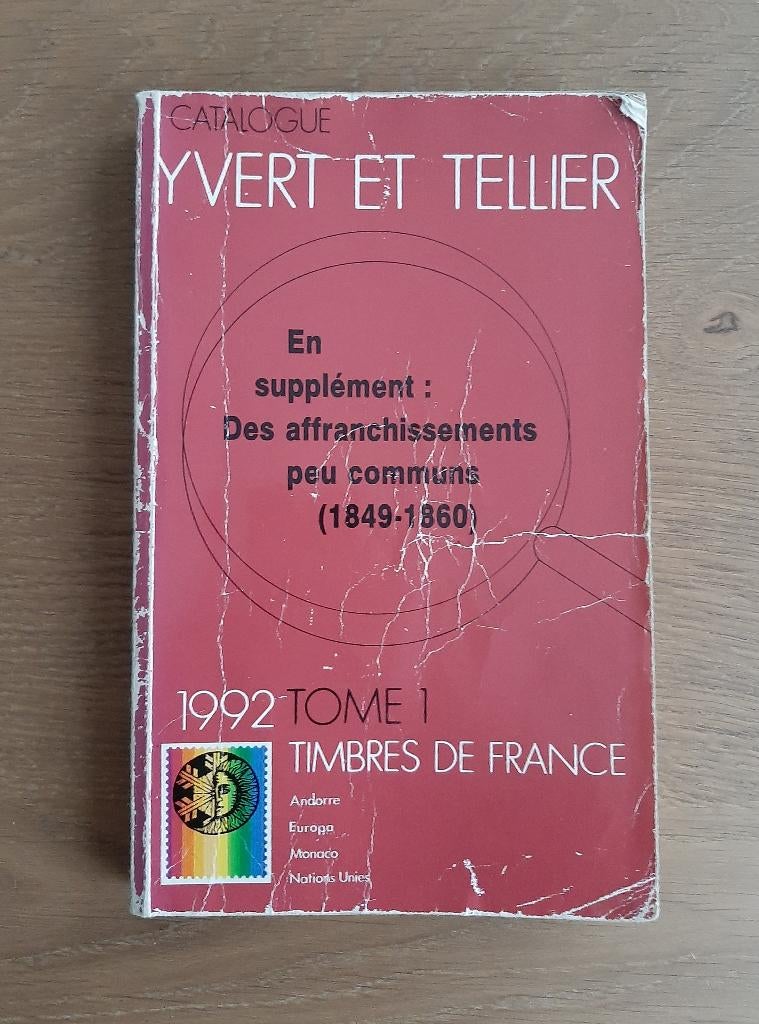 CATALOGUE
YVERT ET TELLIER
En
supplément :
Des affranchissements
peu communs
(1849-1860)
1992 TOME 1
TIMBRES DE FRANCE
Andorre
Europa
Monaco
Nations Unies